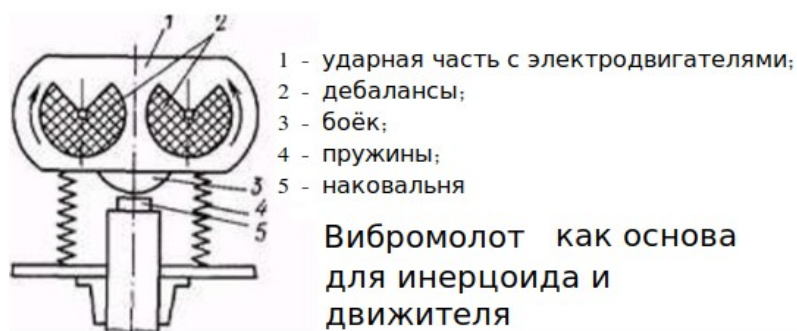 1
2
1 - ударная часть с электродвигателями;
2 - дебалансы;
3 - боёк;
4 - пружины;
5 - наковальня
3
4
5
Вибромолот как основа
для инерцоида и
движителя